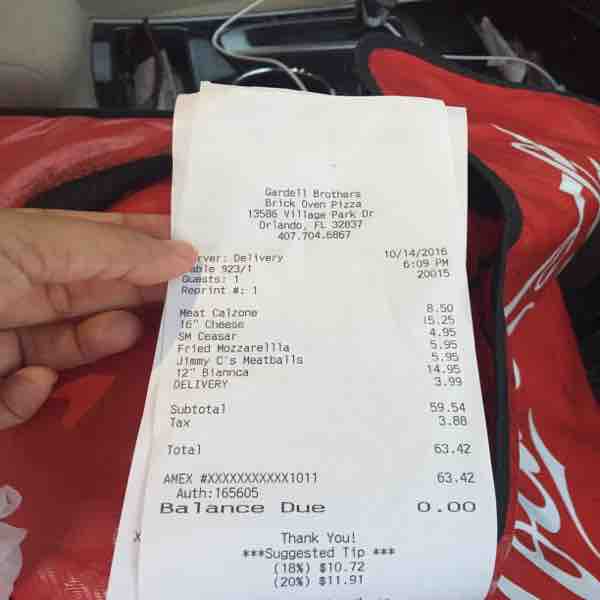 Gardell Brothers
Brick Oven Pizza
13586 Village Park Dr
Orlando, FL 32837
407.704.6867
rver: Delivery 10/14/2016
able 923/1 6:09 PM
Guests: 1 20015
Reprint #: 1
Meat Calzone 8.50
16" Cheese 15.25
SM Ceasar 4.95
Fried Mozzarellla 5.95
Jimmy C's Meatballs 5.95
12" Biannca 14.95
DELIVERY 3.99
Subtotal 59.54
Tax 3.88
Total 63.42
AMEX #XXXXXXXXXXX1011 63.42
Auth:165605
Balance Due 0.00
Thank You!
***Suggested Tip ***
(18%) $10.72
(20%) $11.91
X